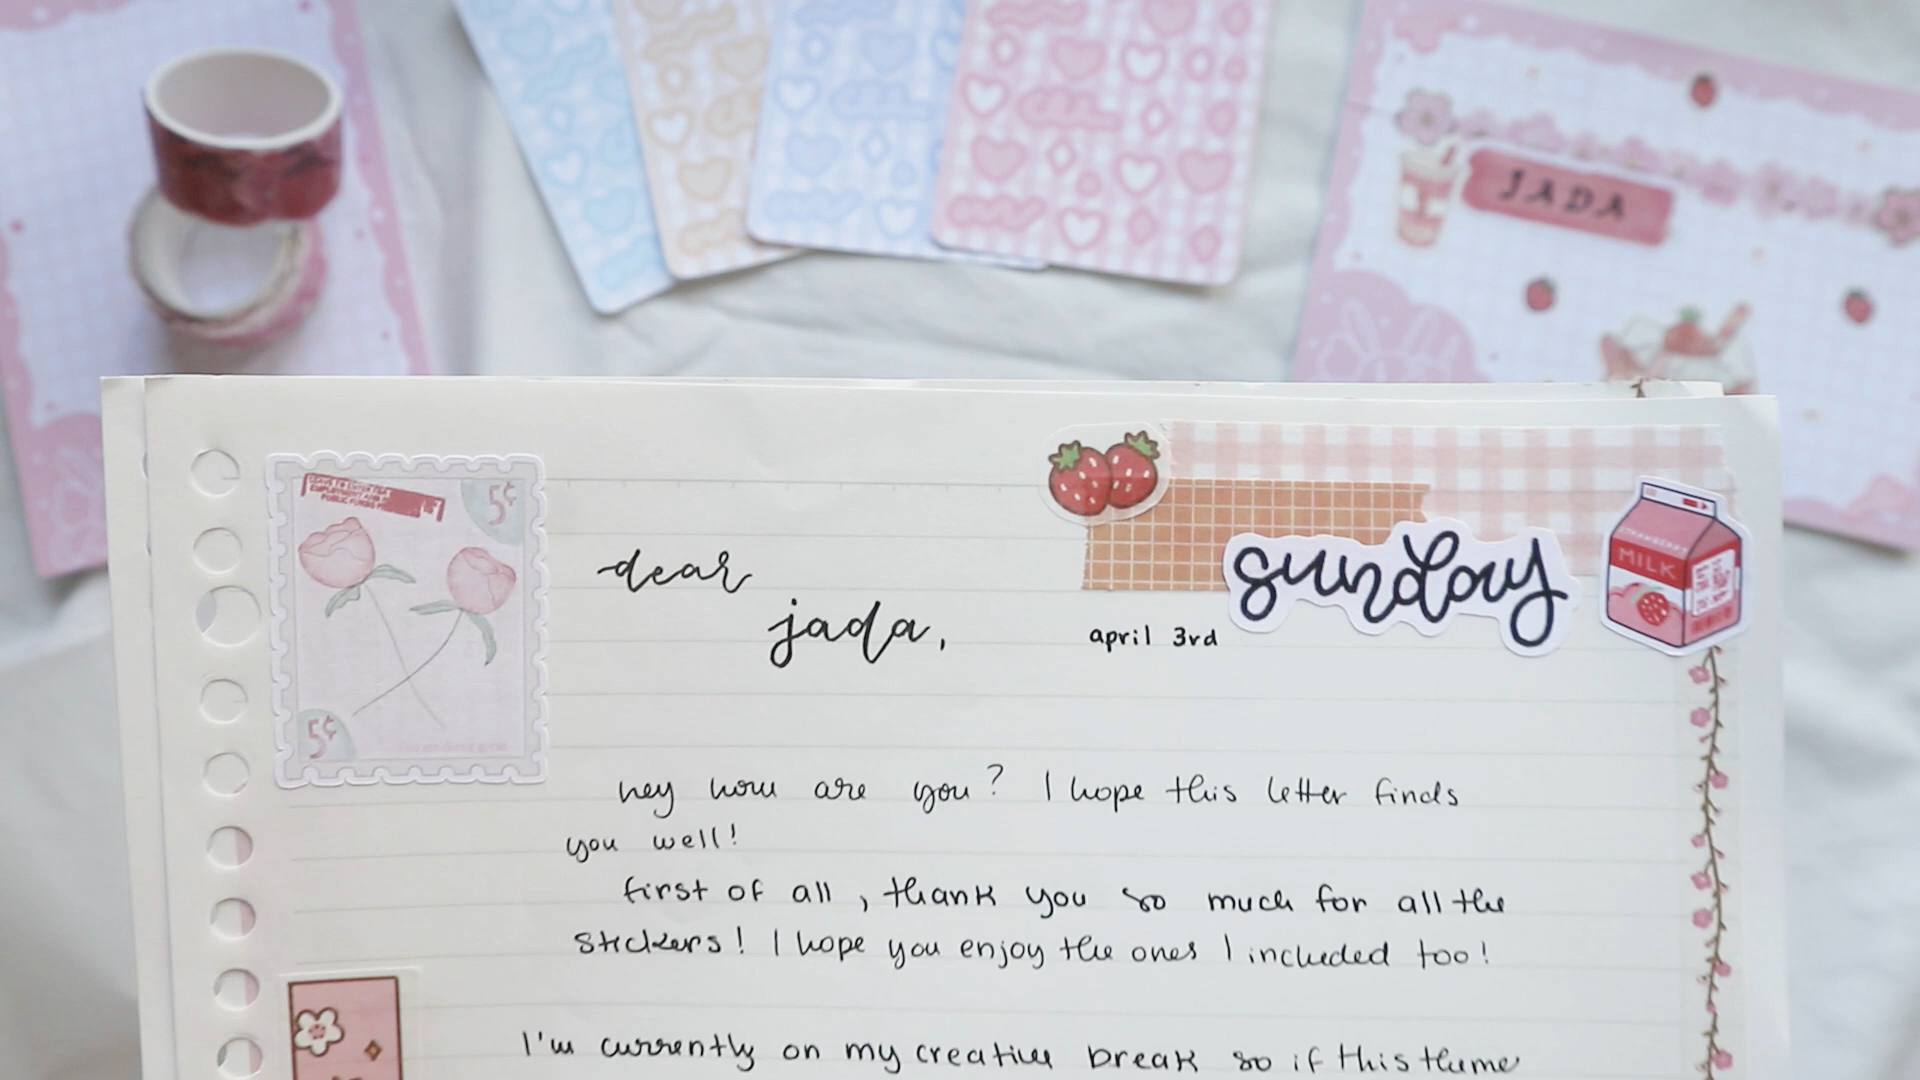 JADA
5¢
dear
jada,
sunday
april 3rd
MILK
5¢
hey how are you? I hope this letter finds
you well!
first of all, thank you so much for all the
stickers! I hope you enjoy the ones I included too!
I'm currently on my creative break so if this theme